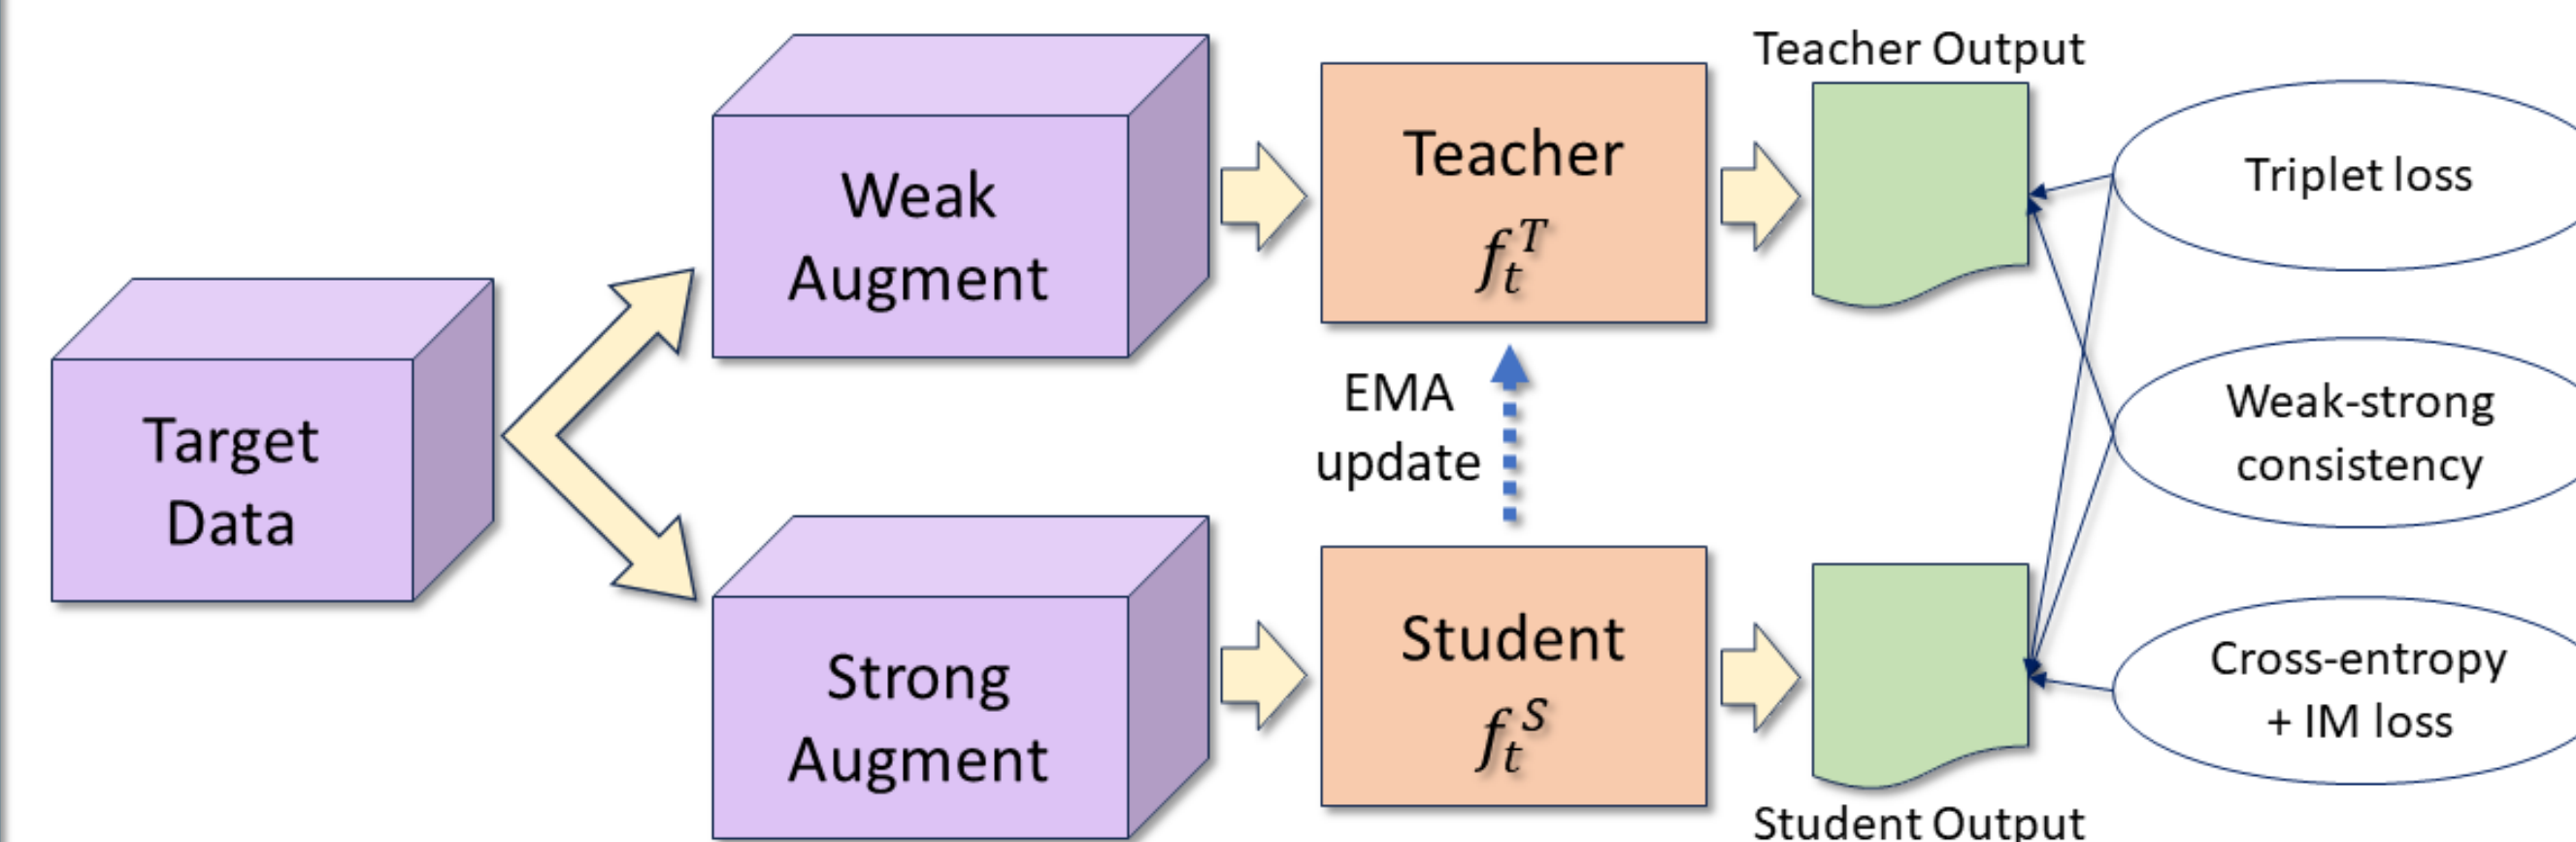 Target
Data
Weak
Augment
Strong
Augment
Teacher
f_t^T
EMA
update
Student
f_t^S
Teacher Output
Student Output
Triplet loss
Weak-strong
consistency
Cross-entropy
+ IM loss